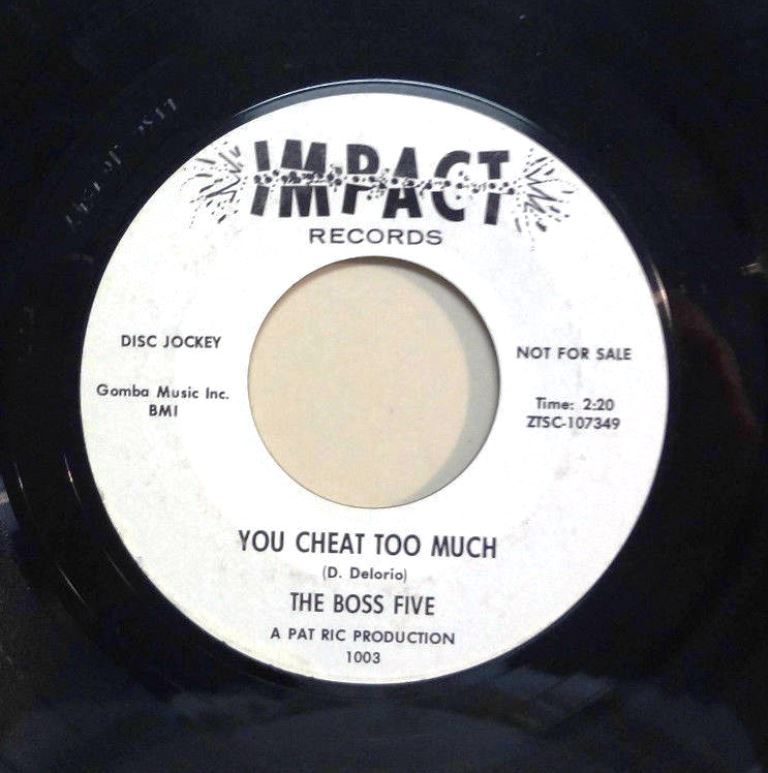 IMPACT
RECORDS
DISC JOCKEY
NOT FOR SALE
Gomba Music Inc.
BMI
Time: 2:20
ZTSC-107349
YOU CHEAT TOO MUCH
(D. Delorio)
THE BOSS FIVE
A PAT RIC PRODUCTION
1003